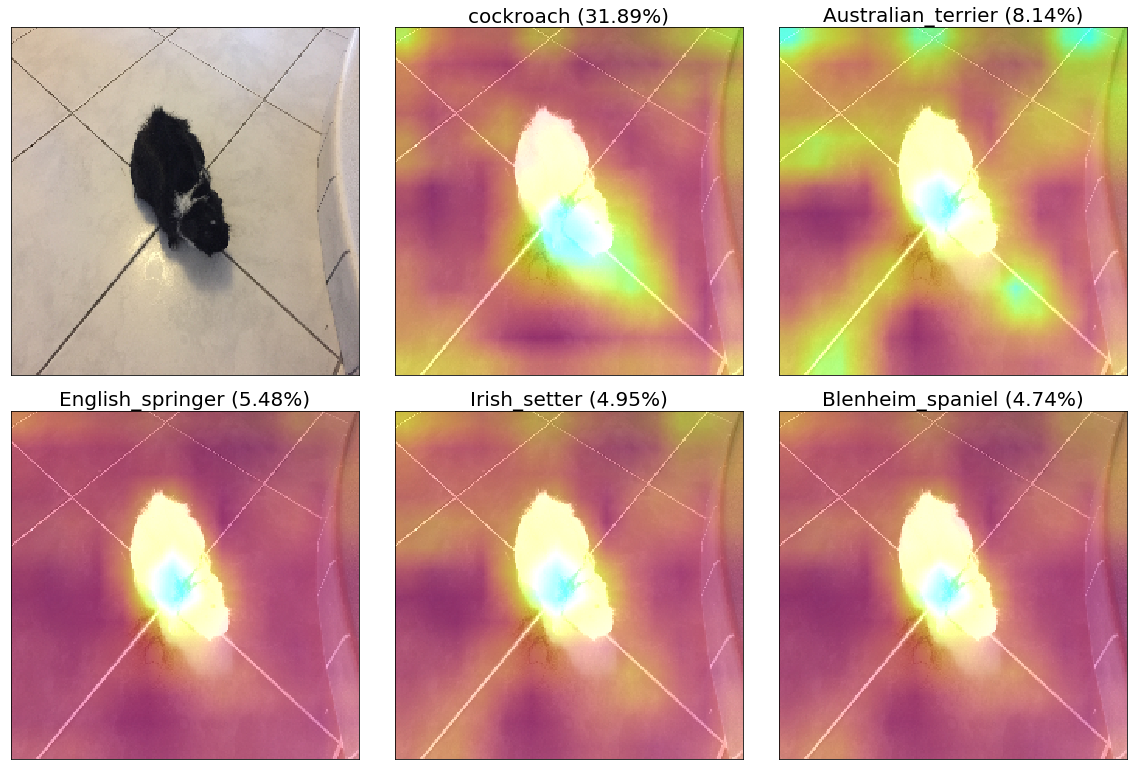 cockroach (31.89%)
Australian_terrier (8.14%)
English_springer (5.48%)
Irish_setter (4.95%)
Blenheim_spaniel (4.74%)